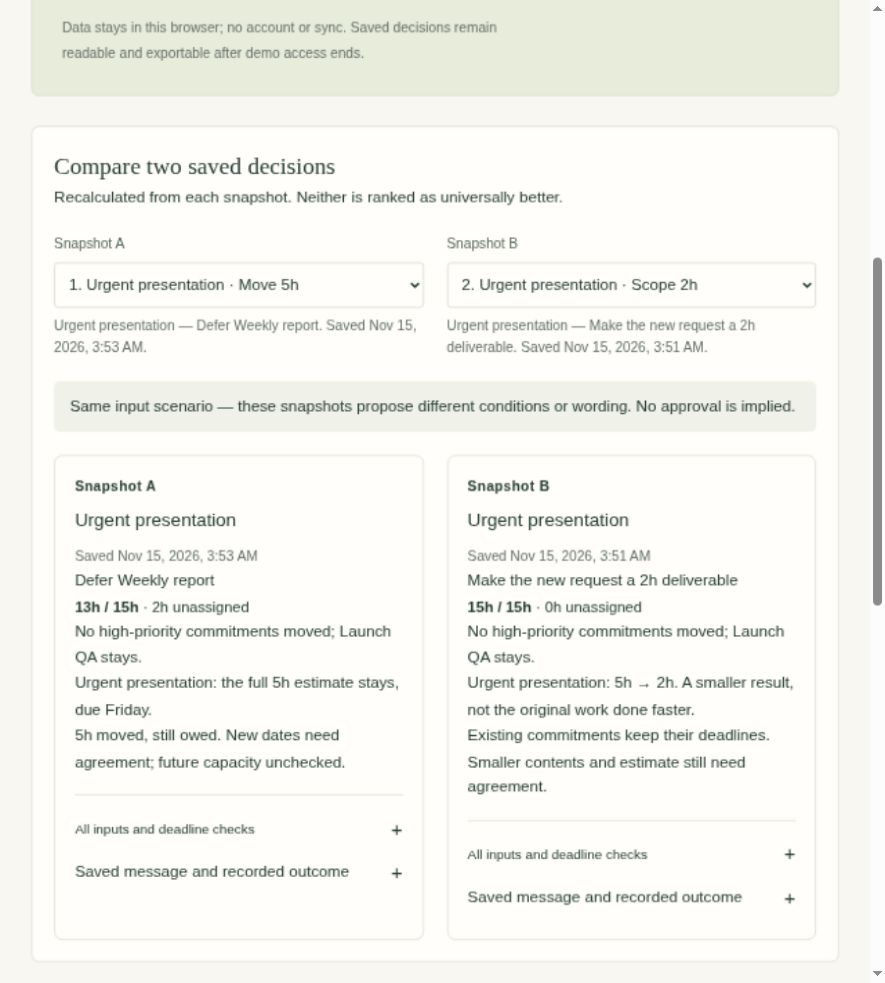 Data stays in this browser; no account or sync. Saved decisions remain
readable and exportable after demo access ends.
Compare two saved decisions
Recalculated from each snapshot. Neither is ranked as universally better.
Snapshot A
1. Urgent presentation · Move 5h
Urgent presentation — Defer Weekly report. Saved Nov 15,
2026, 3:53 AM.
Snapshot B
2. Urgent presentation · Scope 2h
Urgent presentation — Make the new request a 2h
deliverable. Saved Nov 15, 2026, 3:51 AM.
Same input scenario — these snapshots propose different conditions or wording. No approval is implied.
Snapshot A
Urgent presentation
Saved Nov 15, 2026, 3:53 AM
Defer Weekly report
13h / 15h · 2h unassigned
No high-priority commitments moved; Launch
QA stays.
Urgent presentation: the full 5h estimate stays,
due Friday.
5h moved, still owed. New dates need
agreement; future capacity unchecked.
All inputs and deadline checks +
Saved message and recorded outcome +
Snapshot B
Urgent presentation
Saved Nov 15, 2026, 3:51 AM
Make the new request a 2h deliverable
15h / 15h · 0h unassigned
No high-priority commitments moved; Launch
QA stays.
Urgent presentation: 5h → 2h. A smaller result,
not the original work done faster.
Existing commitments keep their deadlines.
Smaller contents and estimate still need
agreement.
All inputs and deadline checks +
Saved message and recorded outcome +